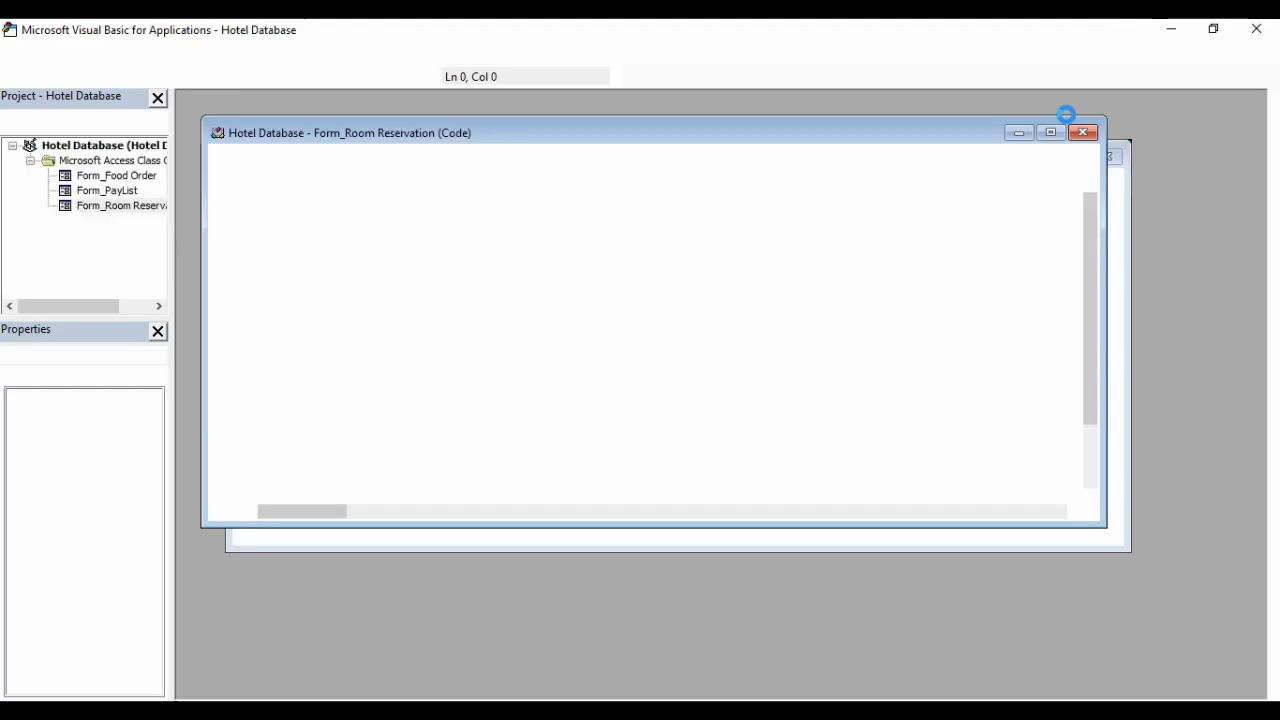 Microsoft Visual Basic for Applications - Hotel Database
Ln 0, Col 0
Project - Hotel Database
Hotel Database (Hotel D
Microsoft Access Class O
Form_Food Order
Form_PayList
Form_Room Reserva
Properties
Hotel Database - Form_Room Reservation (Code)